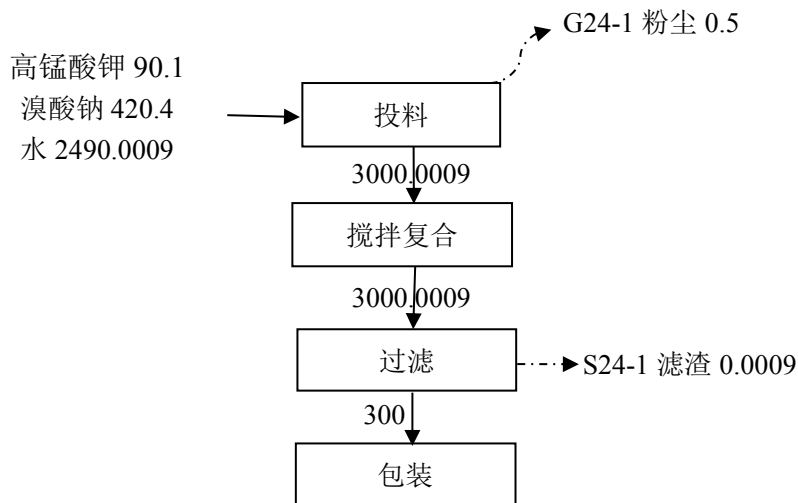 G24-1 粉尘 0.5
高锰酸钾 90.1
溴酸钠 420.4
水 2490.0009
投料
3000.0009
搅拌复合
3000.0009
过滤
S24-1 滤渣 0.0009
300
包装